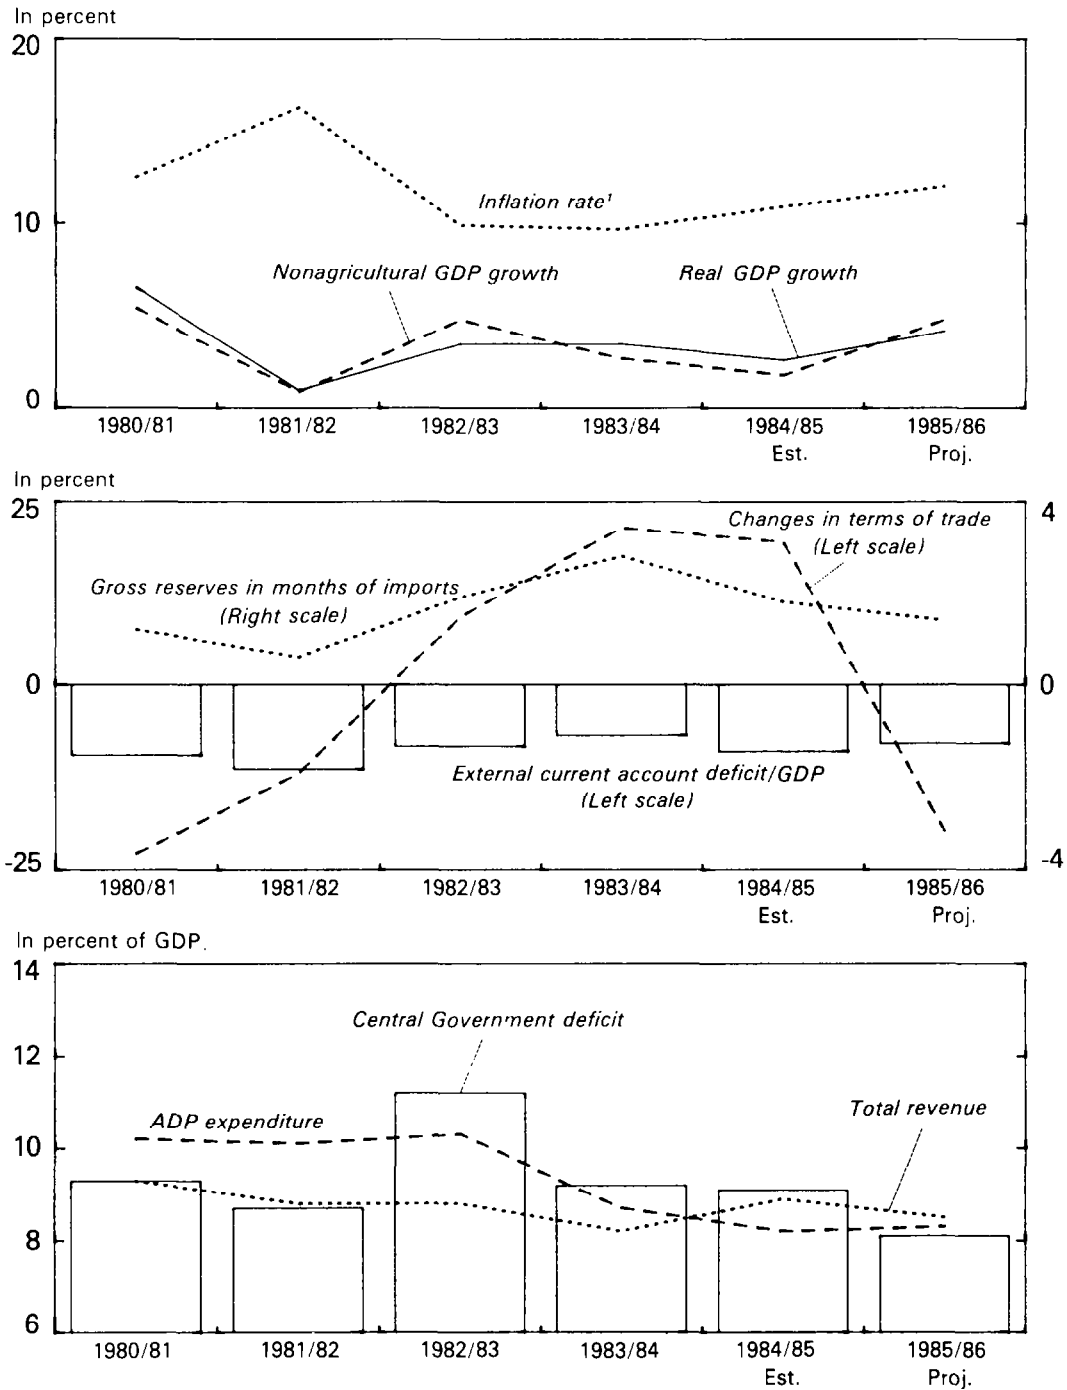 In percent
20
Inflation rate¹
10
Nonagricultural GDP growth
Real GDP growth
0
1980/81 1981/82 1982/83 1983/84 1984/85 1985/86
Est. Proj.
In percent
25 4
Changes in terms of trade
(Left scale)
Gross reserves in months of imports
(Right scale)
0 0
External current account deficit/GDP
(Left scale)
-25 -4
1980/81 1981/82 1982/83 1983/84 1984/85 1985/86
Est. Proj.
In percent of GDP.
14
Central Government deficit
12
Total revenue
ADP expenditure
10
8
6
1980/81 1981/82 1982/83 1983/84 1984/85 1985/86
Est. Proj.